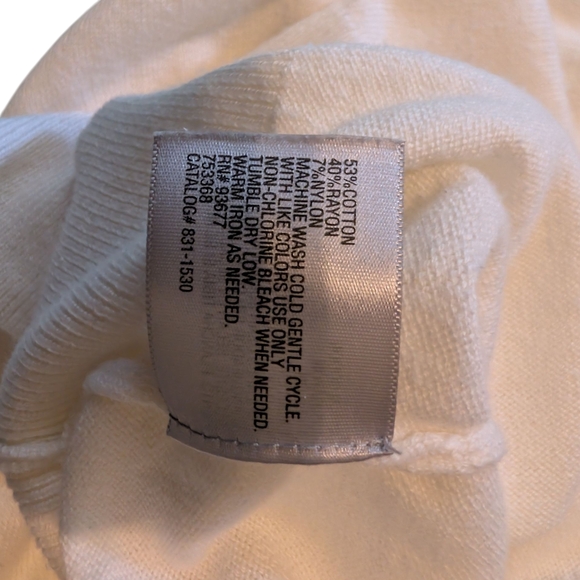 53%COTTON
40%RAYON
7%NYLON
MACHINE WASH COLD GENTLE CYCLE.
WITH LIKE COLORS USE ONLY
NON-CHLORINE BLEACH WHEN NEEDED.
TUMBLE DRY LOW.
WARM IRON AS NEEDED.
RN# 93677
753368
CATALOG# 831-1530